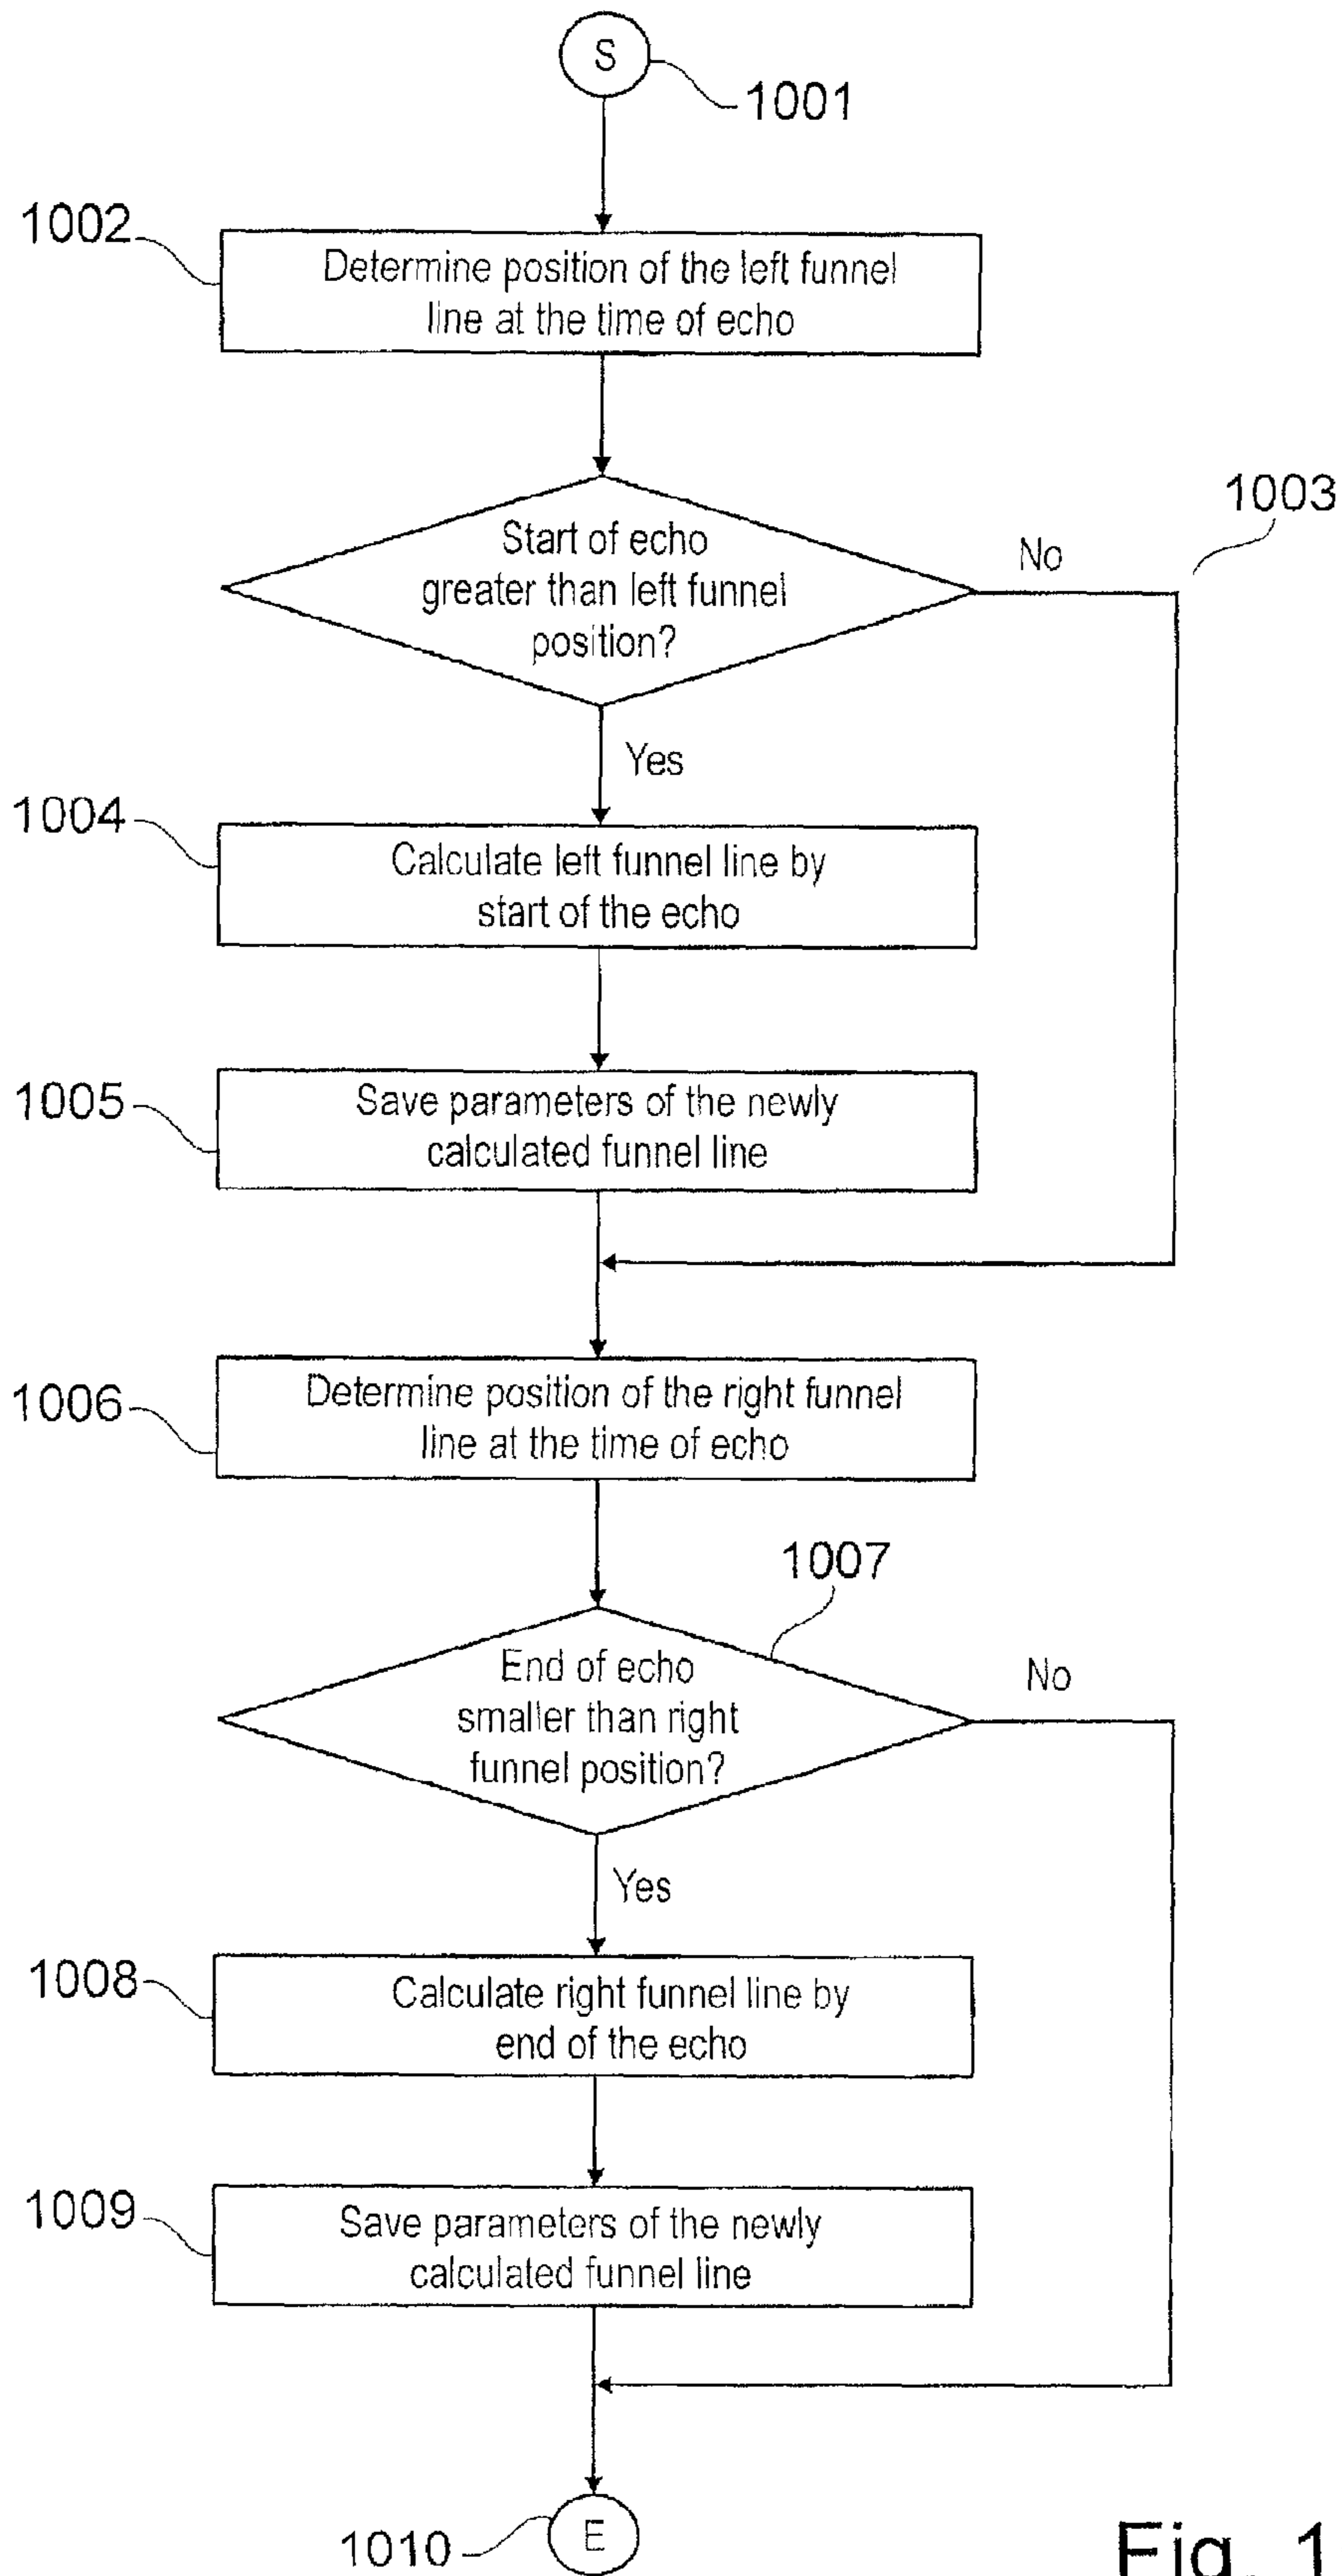 S
1001
1002
Determine position of the left funnel
line at the time of echo
1003
Start of echo
greater than left funnel
position?
No
Yes
1004
Calculate left funnel line by
start of the echo
1005
Save parameters of the newly
calculated funnel line
1006
Determine position of the right funnel
line at the time of echo
1007
End of echo
smaller than right
funnel position?
No
Yes
1008
Calculate right funnel line by
end of the echo
1009
Save parameters of the newly
calculated funnel line
1010
E
Fig. 1